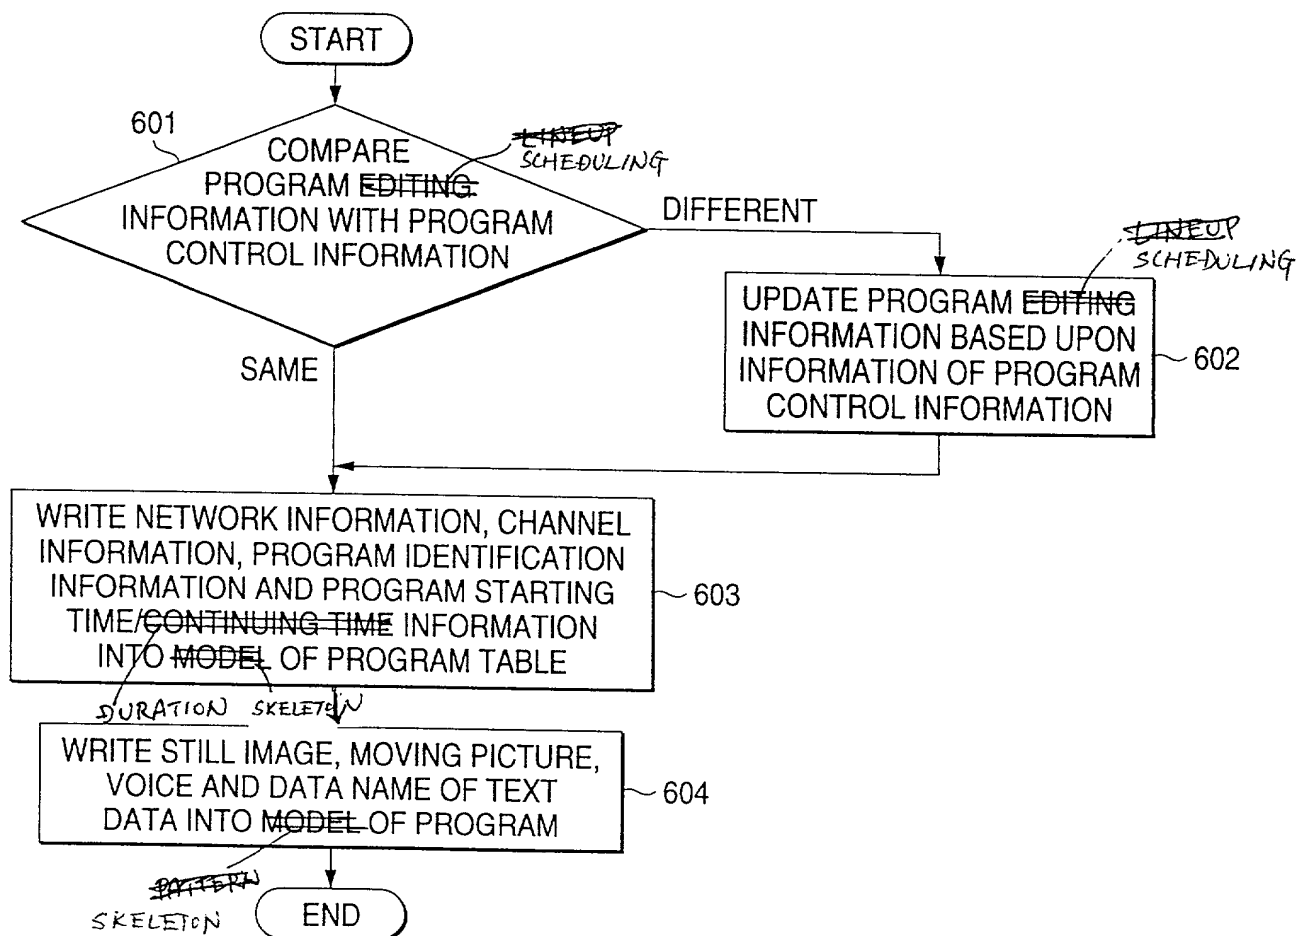 START
601
LINEUP
SCHEDULING
COMPARE
PROGRAM EDITING
INFORMATION WITH PROGRAM
CONTROL INFORMATION
DIFFERENT
LINEUP
SCHEDULING
UPDATE PROGRAM EDITING
INFORMATION BASED UPON
INFORMATION OF PROGRAM
CONTROL INFORMATION
602
SAME
WRITE NETWORK INFORMATION, CHANNEL
INFORMATION, PROGRAM IDENTIFICATION
INFORMATION AND PROGRAM STARTING
TIME/CONTINUING TIME INFORMATION
INTO MODEL OF PROGRAM TABLE
603
DURATION SKELETON
WRITE STILL IMAGE, MOVING PICTURE,
VOICE AND DATA NAME OF TEXT
DATA INTO MODEL OF PROGRAM
604
PATTERN
SKELETON
END